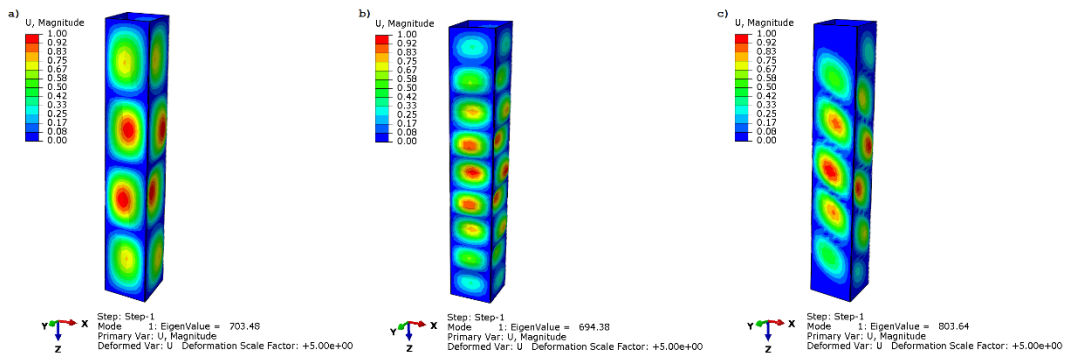 a)
U, Magnitude
1.00
0.92
0.83
0.75
0.67
0.58
0.50
0.42
0.33
0.25
0.17
0.08
0.00
Y X
Z
Step: Step-1
Mode 1: EigenValue = 703.48
Primary Var: U, Magnitude
Deformed Var: U Deformation Scale Factor: +5.00e+00
b)
U, Magnitude
1.00
0.92
0.83
0.75
0.67
0.58
0.50
0.42
0.33
0.25
0.17
0.08
0.00
Y X
Z
Step: Step-1
Mode 1: EigenValue = 694.38
Primary Var: U, Magnitude
Deformed Var: U Deformation Scale Factor: +5.00e+00
c)
U, Magnitude
1.00
0.92
0.83
0.75
0.67
0.58
0.50
0.42
0.33
0.25
0.17
0.08
0.00
Y X
Z
Step: Step-1
Mode 1: EigenValue = 803.64
Primary Var: U, Magnitude
Deformed Var: U Deformation Scale Factor: +5.00e+00